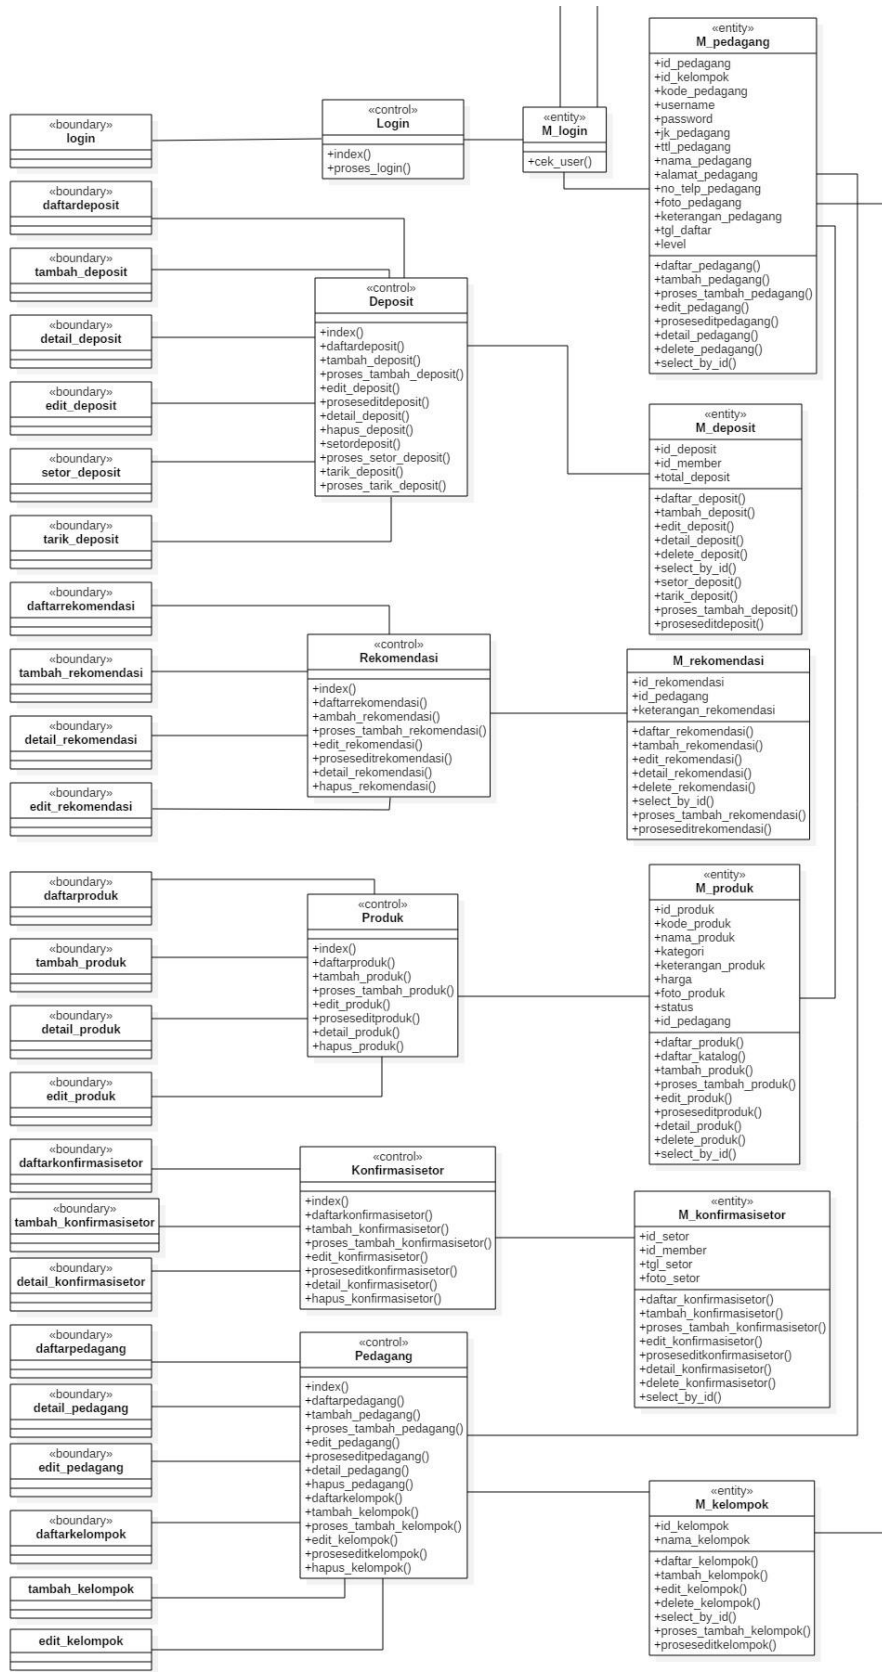 «boundary»
login
«boundary»
daftardeposit
«boundary»
tambah_deposit
«boundary»
detail_deposit
«boundary»
edit_deposit
«boundary»
setor_deposit
«boundary»
tarik_deposit
«boundary»
daftarrekomendasi
«boundary»
tambah_rekomendasi
«boundary»
detail_rekomendasi
«boundary»
edit_rekomendasi
«boundary»
daftarproduk
«boundary»
tambah_produk
«boundary»
detail_produk
«boundary»
edit_produk
«boundary»
daftarkonfirmasisetor
«boundary»
tambah_konfirmasisetor
«boundary»
detail_konfirmasisetor
«boundary»
daftarpedagang
«boundary»
detail_pedagang
«boundary»
edit_pedagang
«boundary»
daftarkelompok
tambah_kelompok
edit_kelompok
«control»
Login
+index()
+proses_login()
«control»
Deposit
+index()
+daftardeposit()
+tambah_deposit()
+proses_tambah_deposit()
+edit_deposit()
+proseseditdeposit()
+detail_deposit()
+hapus_deposit()
+setordeposit()
+proses_setor_deposit()
+tarik_deposit()
+proses_tarik_deposit()
«control»
Rekomendasi
+index()
+daftarrekomendasi()
+ambah_rekomendasi()
+proses_tambah_rekomendasi()
+edit_rekomendasi()
+proseseditrekomendasi()
+detail_rekomendasi()
+hapus_rekomendasi()
«control»
Produk
+index()
+daftarproduk()
+tambah_produk()
+proses_tambah_produk()
+edit_produk()
+proseseditproduk()
+detail_produk()
+hapus_produk()
«control»
Konfirmasisetor
+index()
+daftarkonfirmasisetor()
+tambah_konfirmasisetor()
+proses_tambah_konfirmasisetor()
+edit_konfirmasisetor()
+proseseditkonfirmasisetor()
+detail_konfirmasisetor()
+hapus_konfirmasisetor()
«control»
Pedagang
+index()
+daftarpedagang()
+tambah_pedagang()
+proses_tambah_pedagang()
+edit_pedagang()
+proseseditpedagang()
+detail_pedagang()
+hapus_pedagang()
+daftarkelompok()
+tambah_kelompok()
+proses_tambah_kelompok()
+edit_kelompok()
+proseseditkelompok()
+hapus_kelompok()
«entity»
M_login
+cek_user()
«entity»
M_pedagang
+id_pedagang
+id_kelompok
+kode_pedagang
+username
+password
+jk_pedagang
+ttl_pedagang
+nama_pedagang
+alamat_pedagang
+no_telp_pedagang
+foto_pedagang
+keterangan_pedagang
+tgl_daftar
+level
+daftar_pedagang()
+tambah_pedagang()
+proses_tambah_pedagang()
+edit_pedagang()
+proseseditpedagang()
+detail_pedagang()
+delete_pedagang()
+select_by_id()
«entity»
M_deposit
+id_deposit
+id_member
+total_deposit
+daftar_deposit()
+tambah_deposit()
+edit_deposit()
+detail_deposit()
+delete_deposit()
+select_by_id()
+setor_deposit()
+tarik_deposit()
+proses_tambah_deposit()
+proseseditdeposit()
M_rekomendasi
+id_rekomendasi
+id_pedagang
+keterangan_rekomendasi
+daftar_rekomendasi()
+tambah_rekomendasi()
+edit_rekomendasi()
+detail_rekomendasi()
+delete_rekomendasi()
+select_by_id()
+proses_tambah_rekomendasi()
+proseseditrekomendasi()
«entity»
M_produk
+id_produk
+kode_produk
+nama_produk
+kategori
+keterangan_produk
+harga
+foto_produk
+status
+id_pedagang
+daftar_produk()
+daftar_katalog()
+tambah_produk()
+proses_tambah_produk()
+edit_produk()
+proseseditproduk()
+detail_produk()
+delete_produk()
+select_by_id()
«entity»
M_konfirmasisetor
+id_setor
+id_member
+tgl_setor
+foto_setor
+daftar_konfirmasisetor()
+tambah_konfirmasisetor()
+proses_tambah_konfirmasisetor()
+edit_konfirmasisetor()
+proseseditkonfirmasisetor()
+detail_konfirmasisetor()
+delete_konfirmasisetor()
+select_by_id()
«entity»
M_kelompok
+id_kelompok
+nama_kelompok
+daftar_kelompok()
+tambah_kelompok()
+edit_kelompok()
+delete_kelompok()
+select_by_id()
+proses_tambah_kelompok()
+proseseditkelompok()